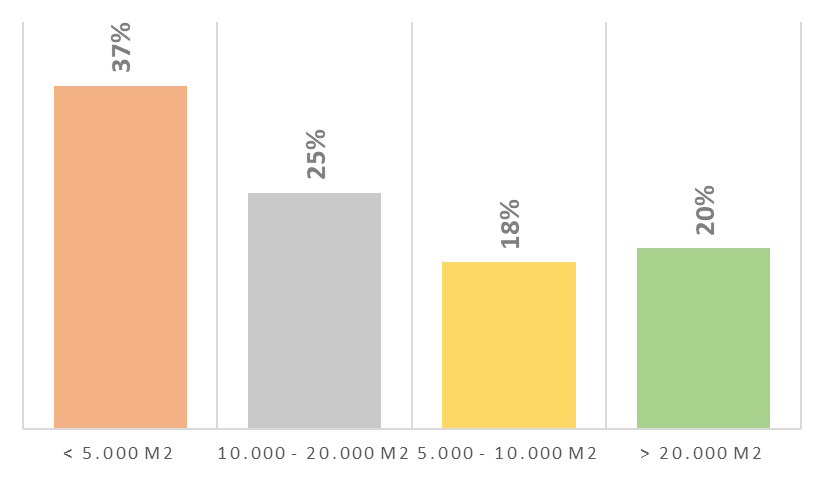 37%
25%
18%
20%
< 5.000 M2
10.000 - 20.000 M2
5.000 - 10.000 M2
> 20.000 M2